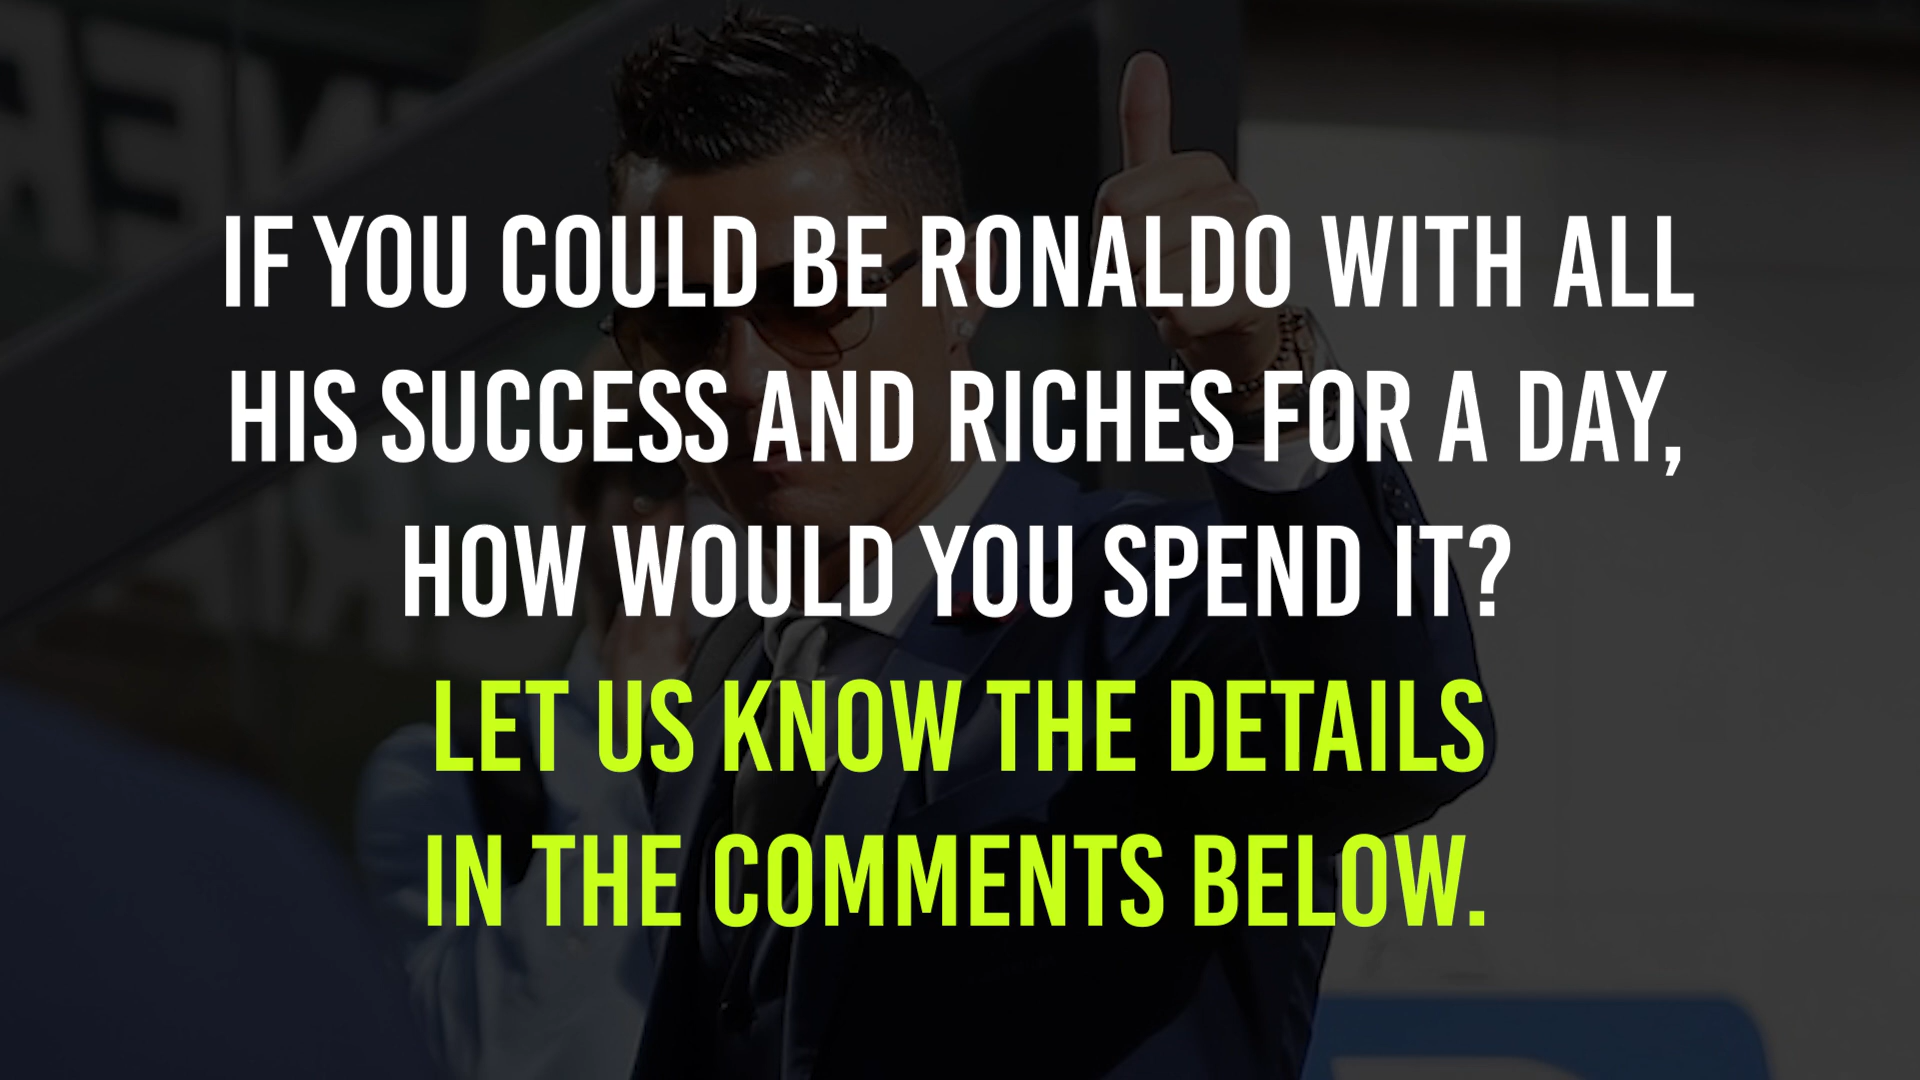 IF YOU COULD BE RONALDO WITH ALL
HIS SUCCESS AND RICHES FOR A DAY,
HOW WOULD YOU SPEND IT?
LET US KNOW THE DETAILS
IN THE COMMENTS BELOW.